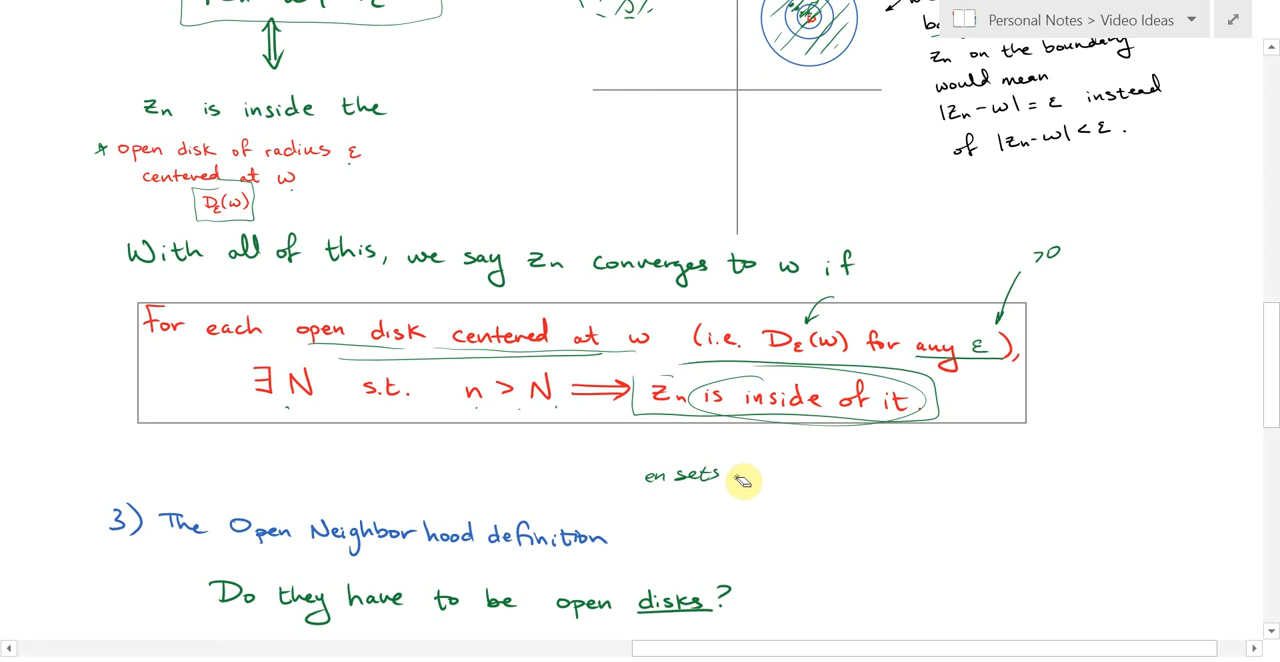 Personal Notes > Video Ideas
Zn on the boundary
would mean
|Zn-w| = ε instead
of |Zn-w| < ε.
Zn is inside the
* open disk of radius ε
centered at w
Dε(w)
With all of this, we say Zn converges to w if
>0
For each open disk centered at w (i.e. Dε(w) for any ε),
∃ N s.t. n > N ⟹ Zn is inside of it.
en sets
3) The Open Neighborhood definition
Do they have to be open disks?